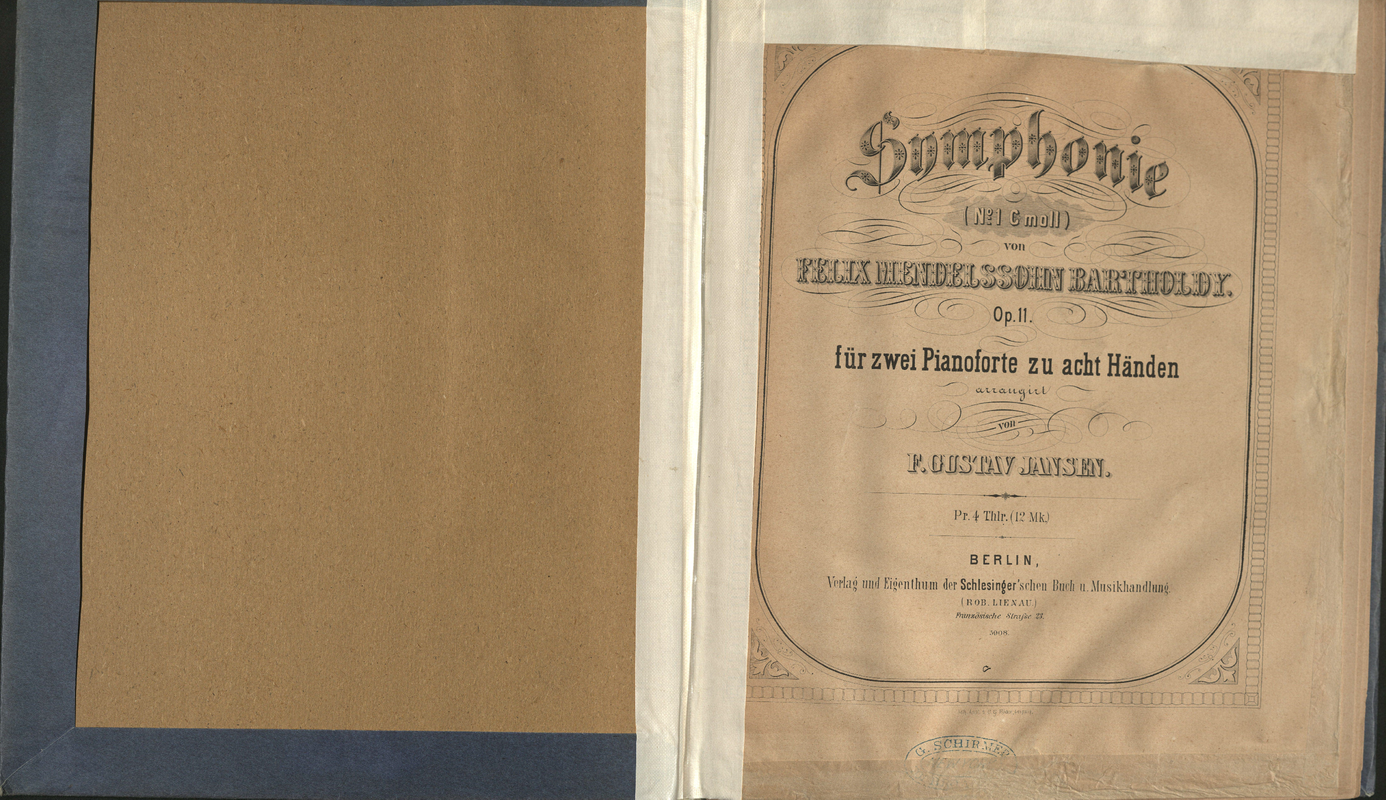 Symphonie
(No. 1 C moll)
von
FELIX MENDELSSOHN BARTHOLDY.
Op. 11.
für zwei Pianoforte zu acht Händen
arrangirt
von
F. GUSTAV JANSEN.
Pr. 4 Thlr. (12 Mk.)
BERLIN,
Verlag und Eigenthum der Schlesinger'schen Buch u. Musikhandlung
(ROB. LIENAU)
Französische Straße 23.
G. SCHIRMER